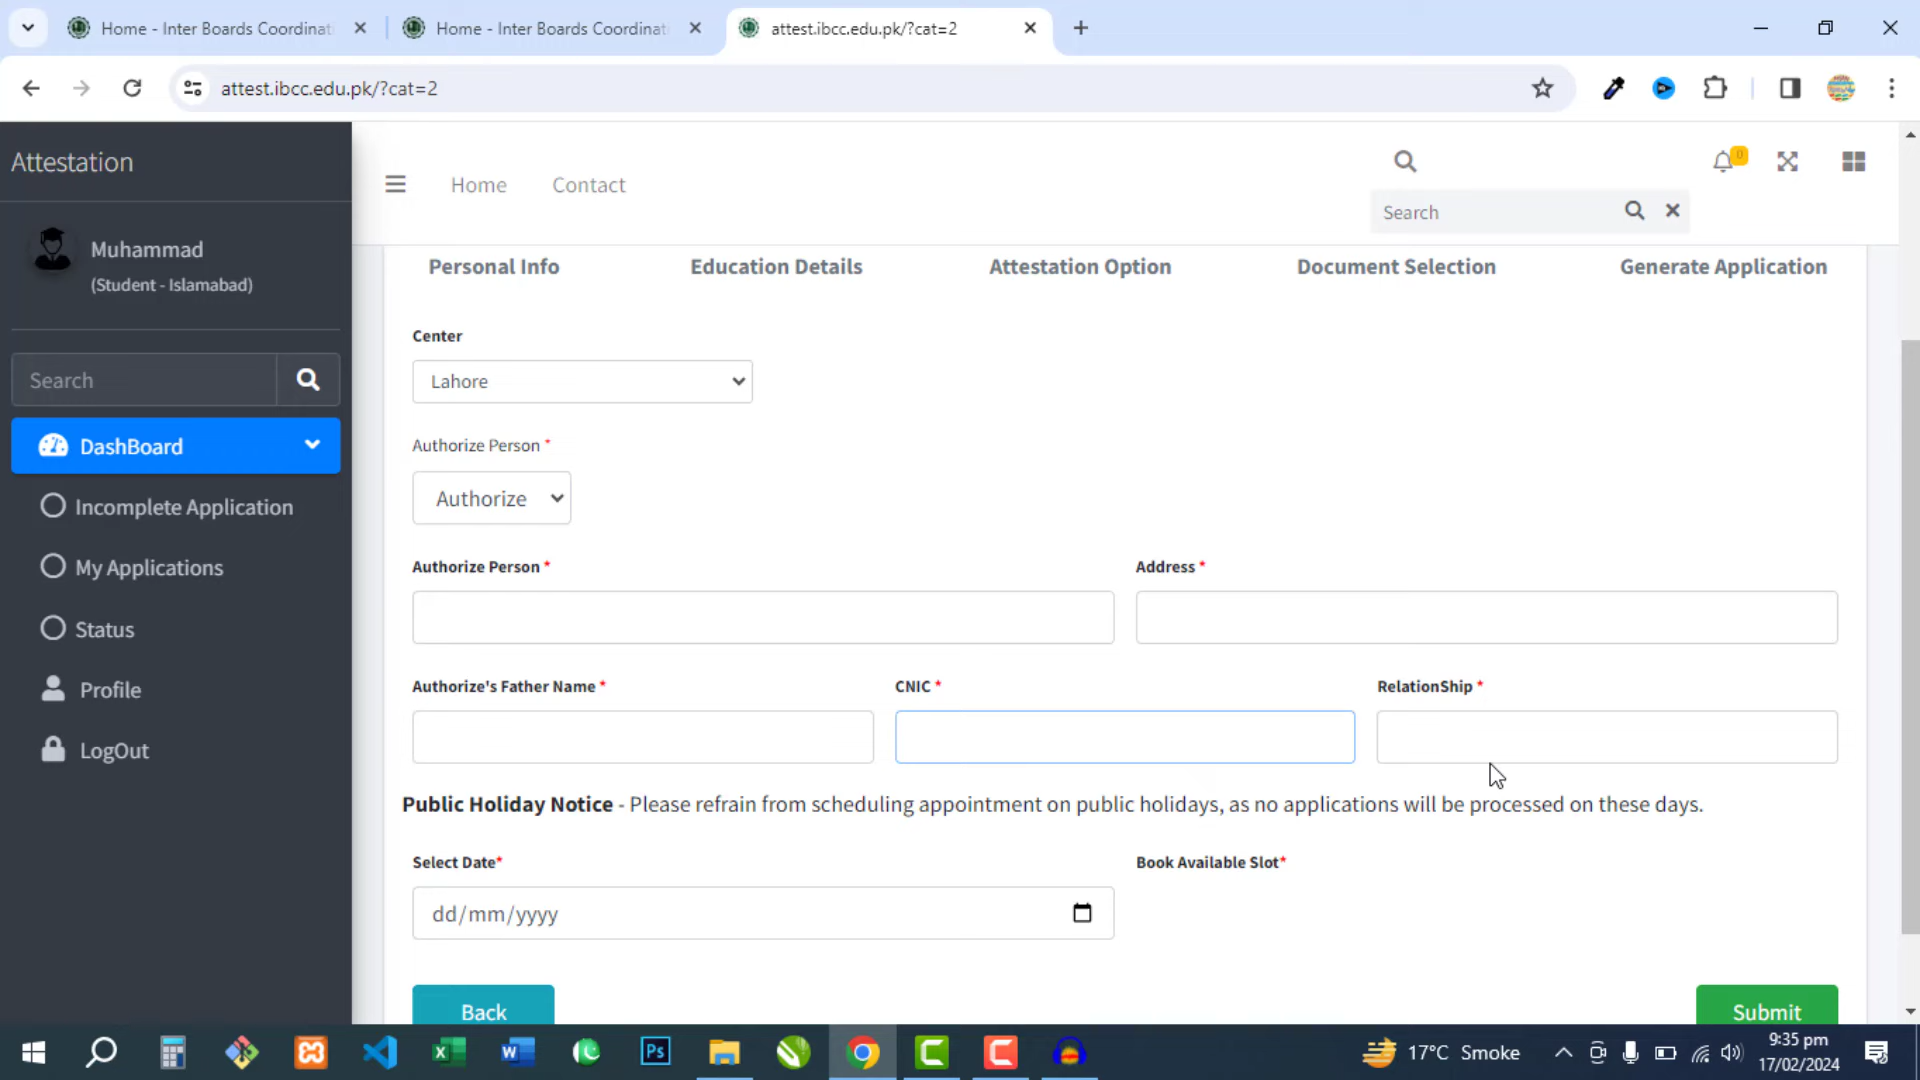 Home - Inter Boards Coordinat
Home - Inter Boards Coordinat
attest.ibcc.edu.pk/?cat=2
attest.ibcc.edu.pk/?cat=2
Attestation
Muhammad
(Student - Islamabad)
Search
DashBoard
Incomplete Application
My Applications
Status
Profile
LogOut
Home
Contact
0
Search
Personal Info
Education Details
Attestation Option
Document Selection
Generate Application
Center
Lahore
Authorize Person *
Authorize
Authorize Person *
Address *
Authorize's Father Name *
CNIC *
RelationShip *
Public Holiday Notice - Please refrain from scheduling appointment on public holidays, as no applications will be processed on these days.
Select Date*
Book Available Slot*
dd/mm/yyyy
Back
Submit
Ps
17°C Smoke
9:35 pm
17/02/2024